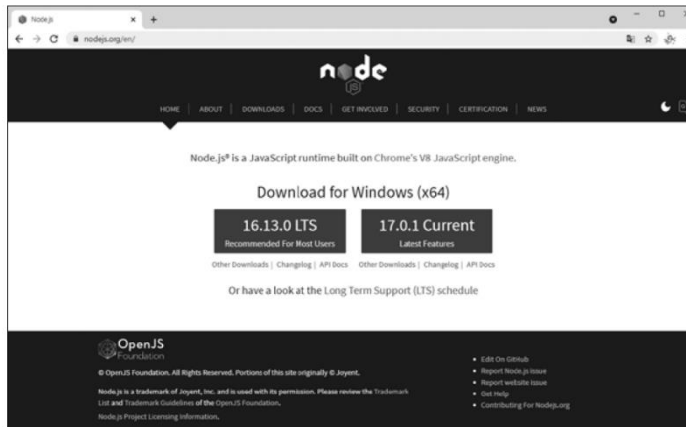 Node.js
nodejs.org/en/
node
JS
HOME | ABOUT | DOWNLOADS | DOCS | GET INVOLVED | SECURITY | CERTIFICATION | NEWS
Node.js® is a JavaScript runtime built on Chrome's V8 JavaScript engine.
Download for Windows (x64)
16.13.0 LTS
Recommended For Most Users
17.0.1 Current
Latest Features
Other Downloads | Changelog | API Docs
Other Downloads | Changelog | API Docs
Or have a look at the Long Term Support (LTS) schedule
OpenJS
Foundation
© OpenJS Foundation. All Rights Reserved. Portions of this site originally © Joyent.
Node.js is a trademark of Joyent, Inc. and is used with its permission. Please review the Trademark
List and Trademark Guidelines of the OpenJS Foundation.
Node.js Project Licensing Information.
Edit On GitHub
Report Node.js Issue
Report website Issue
Get Help
Contributing For Nodejs.org